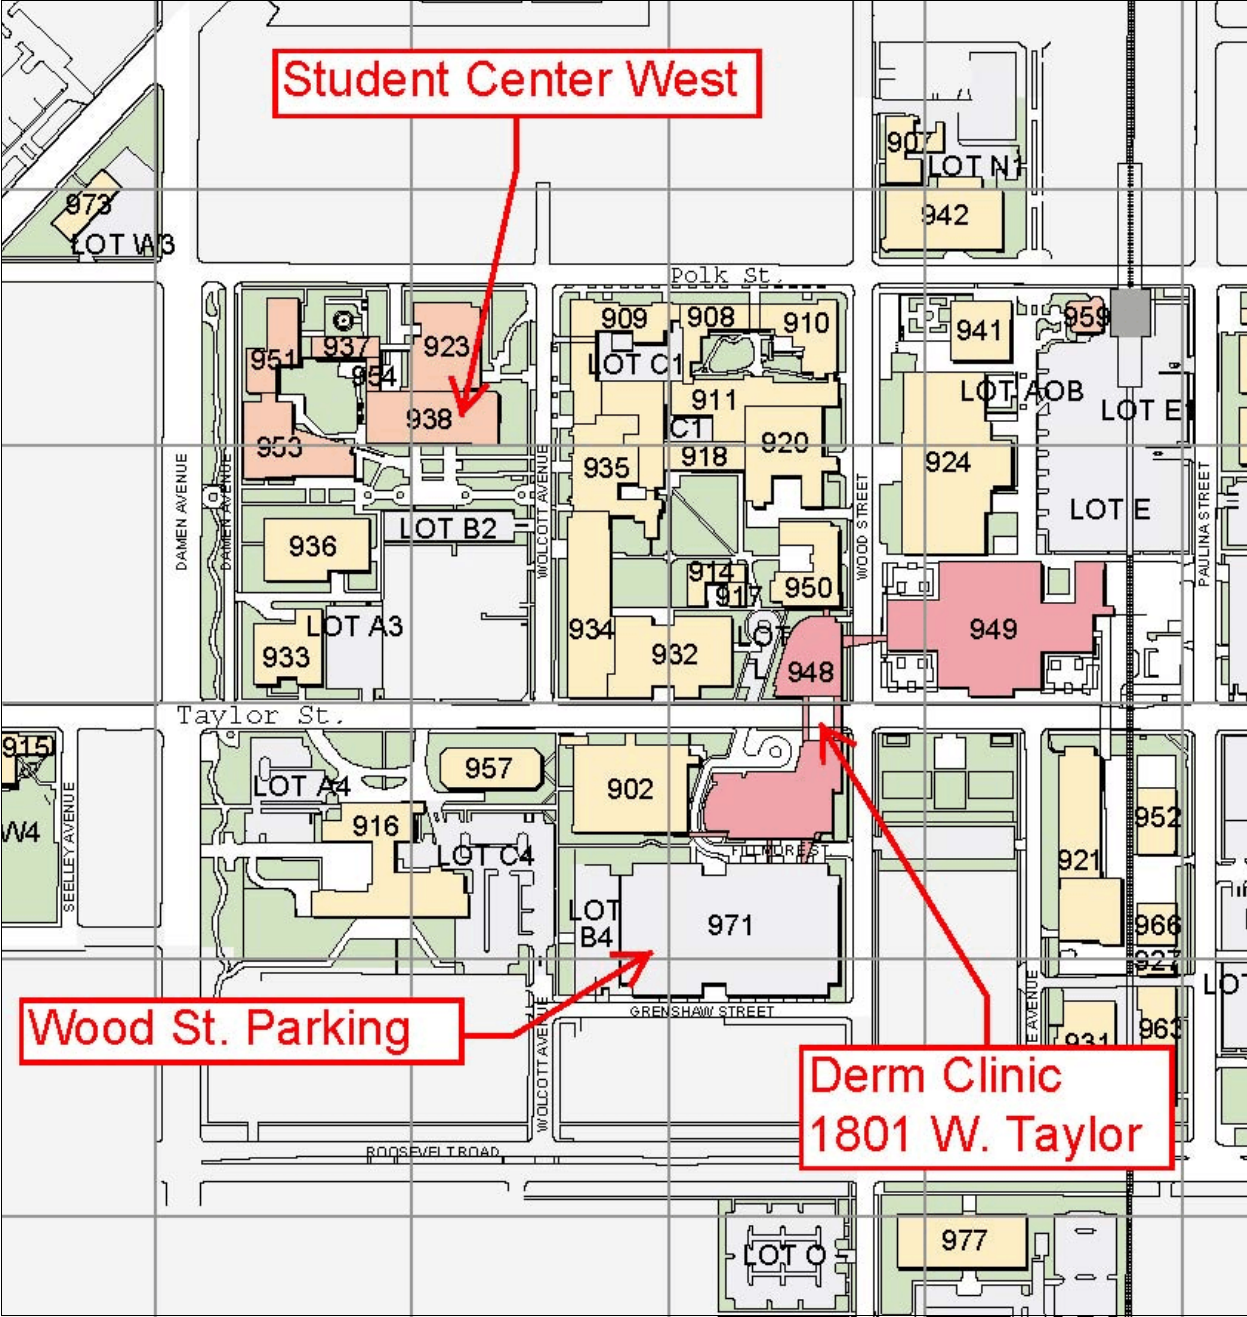 Student Center West
907
LOT N1
942
973
LOT W3
Polk St.
909
908
910
941
959
951
937
923
954
LOT C1
LOT AOB
LOT E1
938
911
C1
953
920
935
918
924
DAMEN AVENUE
DAMEN AVENUE
WOLCOTT AVENUE
WOOD STREET
PAULINA STREET
LOT B2
LOT E
936
914
917
950
LOT A3
934
LOT
949
933
932
948
Taylor St.
915
957
902
LOT A4
W4
SEELEY AVENUE
916
952
LOT C4
FILMORE ST.
921
LOT
B4
971
966
927
LOT
Wood St. Parking
GRENSHAW STREET
WOLCOTT AVENUE
E AVENUE
931
963
Derm Clinic
1801 W. Taylor
ROOSEVELT ROAD
LOT O
977